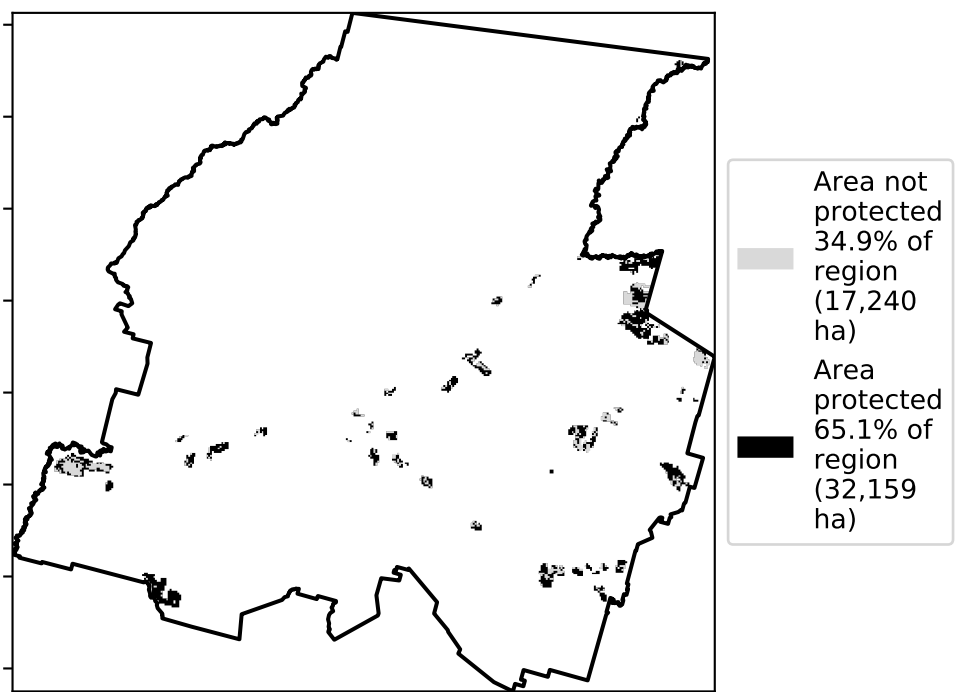 Area not
protected
34.9% of
region
(17,240
ha)
Area
protected
65.1% of
region
(32,159
ha)